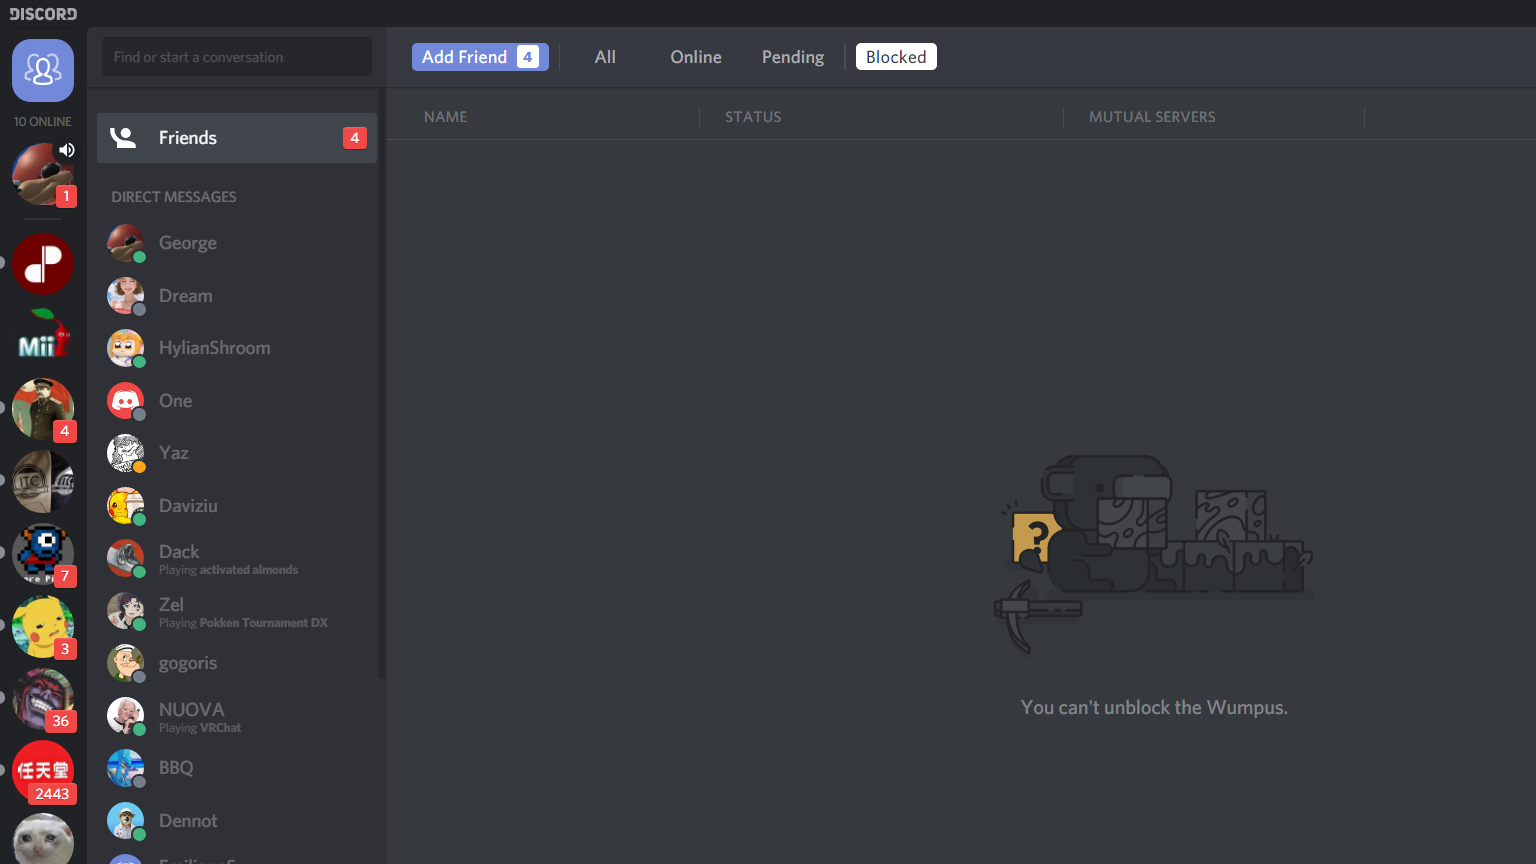 DISCORD
Find or start a conversation
Add Friend 4
All
Online
Pending
Blocked
10 ONLINE
NAME
STATUS
MUTUAL SERVERS
Friends
4
1
DIRECT MESSAGES
George
Dream
Mii
HylianShroom
One
4
Yaz
ITC
Daviziu
Dack
Playing activated almonds
7
Zel
Playing Pokken Tournament DX
3
gogoris
NUOVA
Playing VRChat
36
?
You can't unblock the Wumpus.
BBQ
任天堂
2443
Dennot